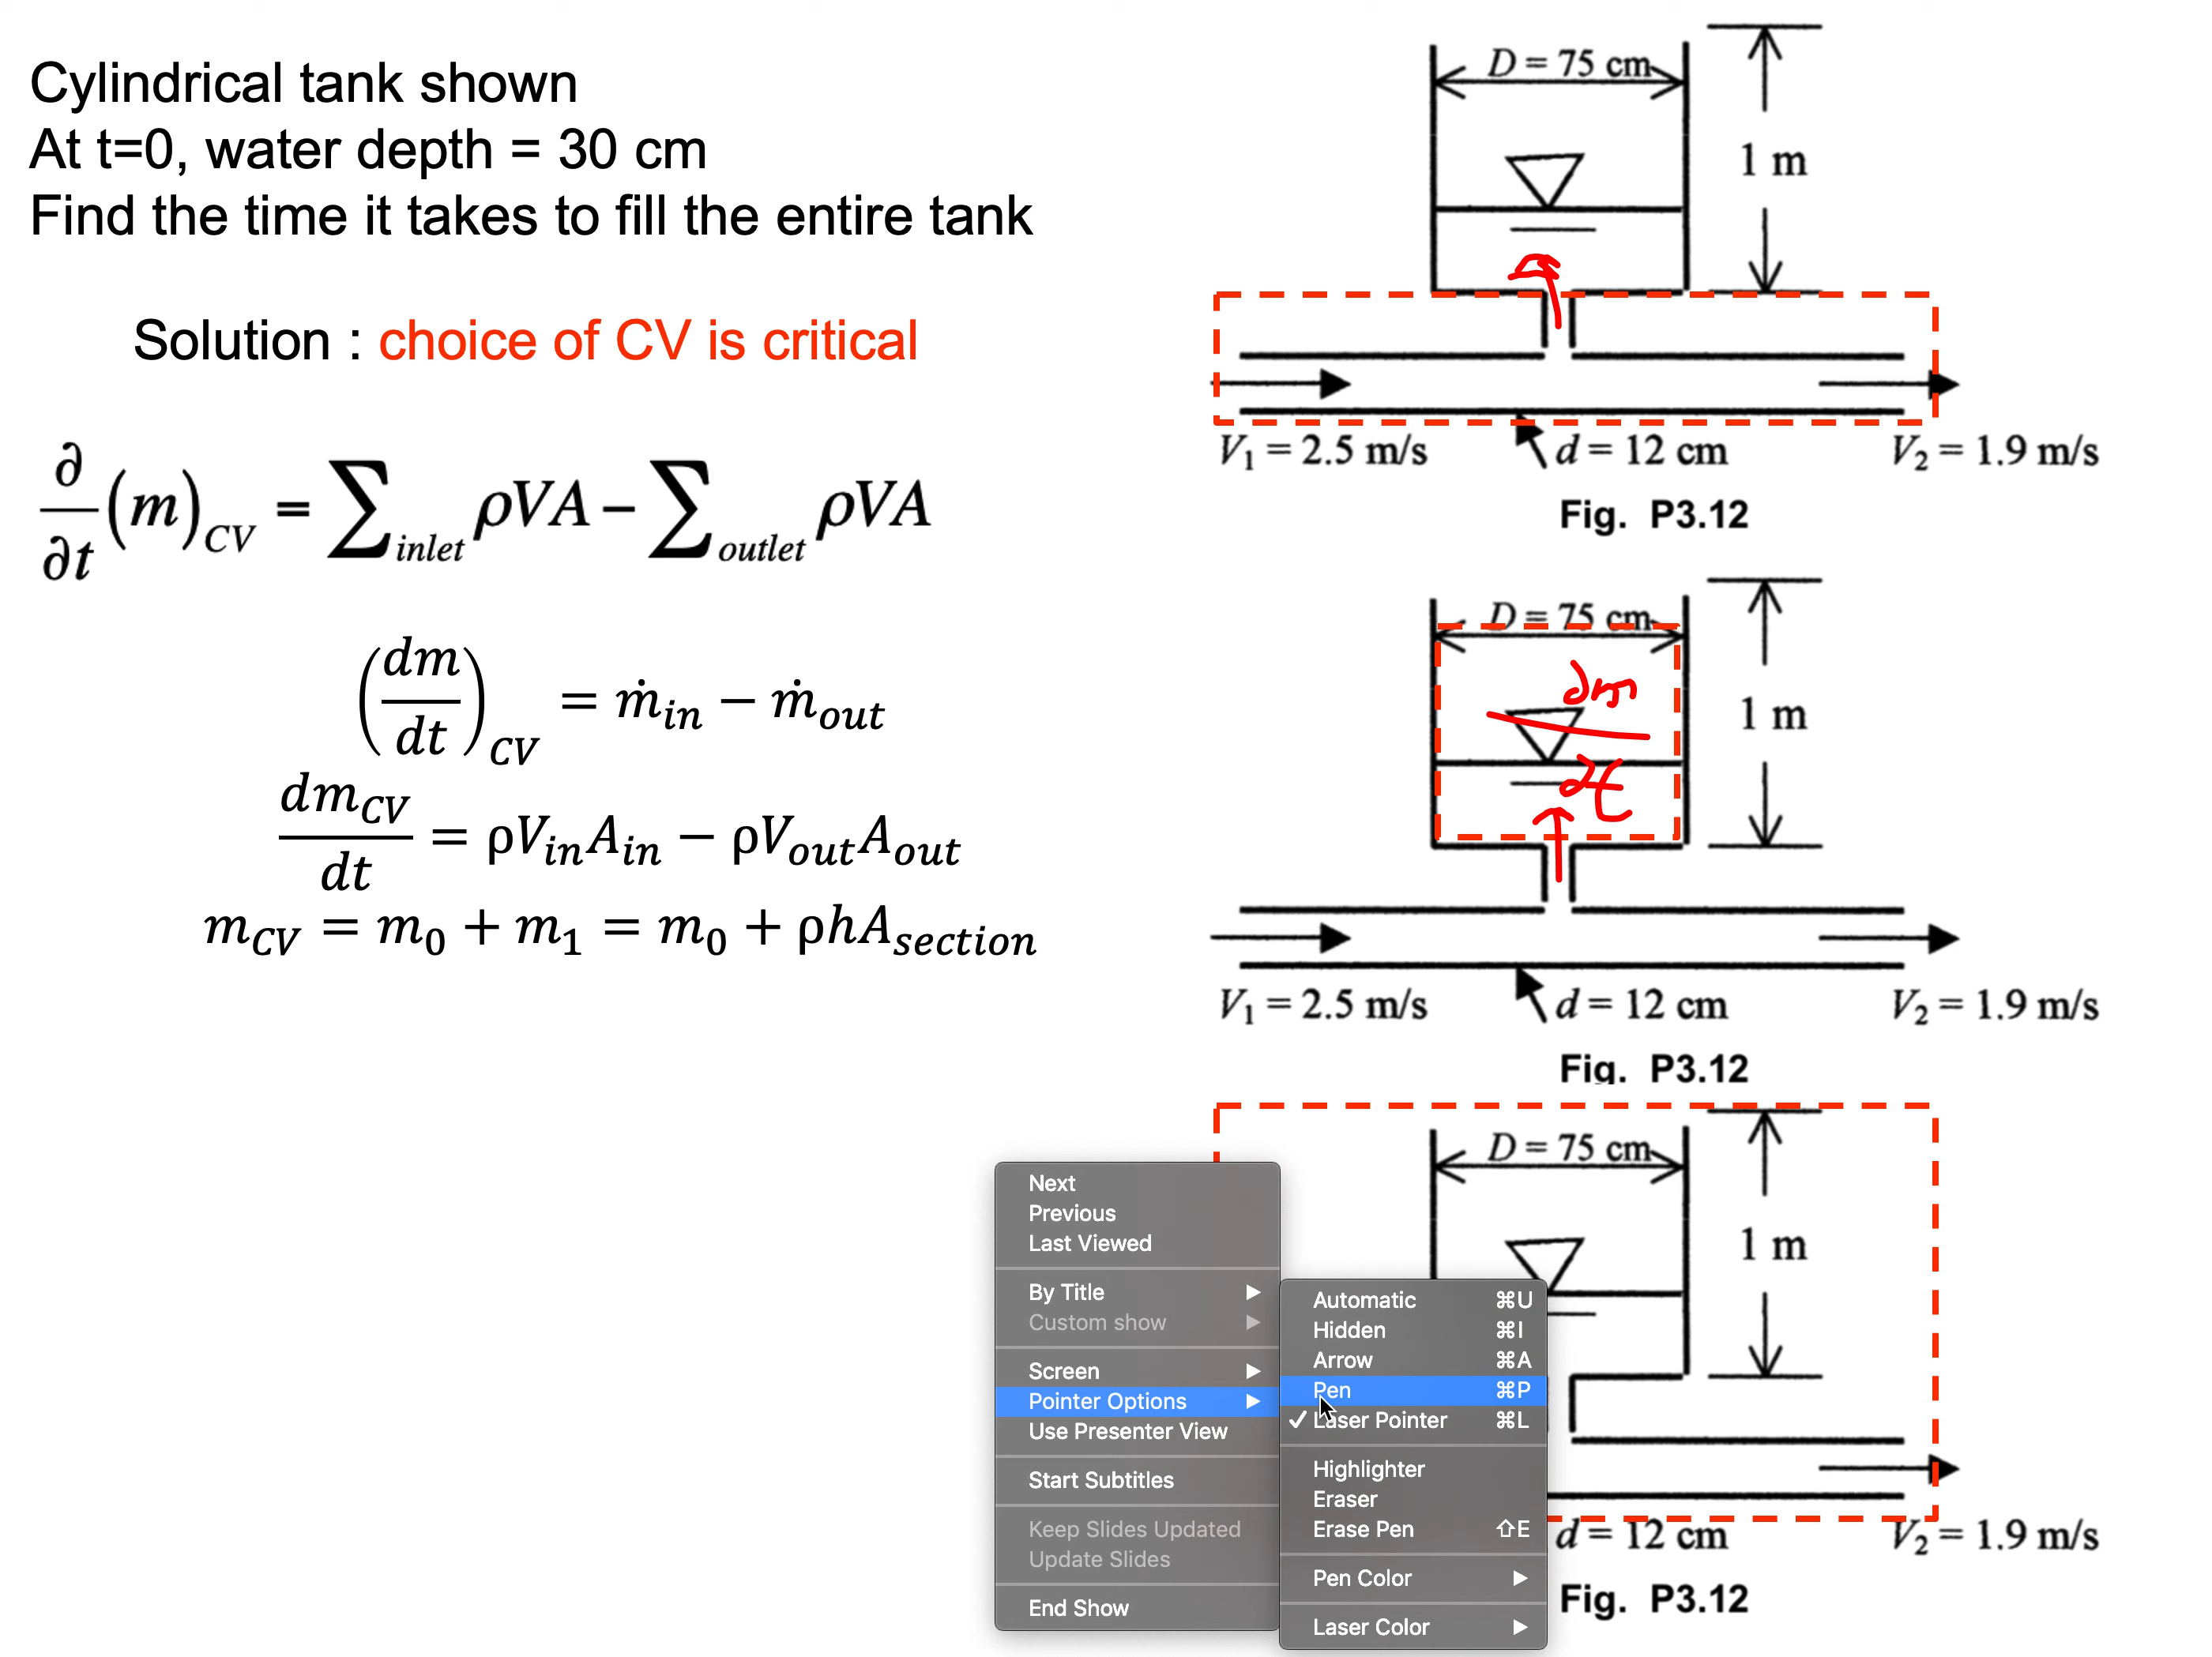 Cylindrical tank shown
At t=0, water depth = 30 cm
Find the time it takes to fill the entire tank
Solution : choice of CV is critical
∂/∂t (m)_CV = Σ_inlet ρVA − Σ_outlet ρVA
(dm/dt)_CV = ṁ_in − ṁ_out
dm_CV/dt = ρV_in A_in − ρV_out A_out
m_CV = m_0 + m_1 = m_0 + ρhA_section
D = 75 cm
1 m
V_1 = 2.5 m/s
d = 12 cm
V_2 = 1.9 m/s
Fig. P3.12
D = 75 cm
dm
dt
1 m
V_1 = 2.5 m/s
d = 12 cm
V_2 = 1.9 m/s
Fig. P3.12
D = 75 cm
1 m
d = 12 cm
V_2 = 1.9 m/s
Fig. P3.12
Next
Previous
Last Viewed
By Title
Custom show
Screen
Pointer Options
Use Presenter View
Start Subtitles
Keep Slides Updated
Update Slides
End Show
Automatic ⌘U
Hidden ⌘I
Arrow ⌘A
Pen ⌘P
✓ Laser Pointer ⌘L
Highlighter
Eraser
Erase Pen ⇧E
Pen Color
Laser Color